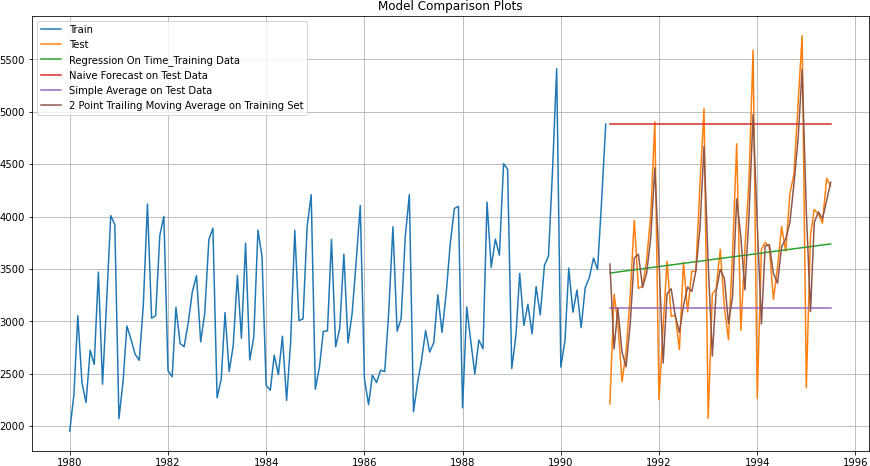 Model Comparison Plots
Train
Test
Regression On Time_Training Data
Naive Forecast on Test Data
Simple Average on Test Data
2 Point Trailing Moving Average on Training Set
5500
5000
4500
4000
3500
3000
2500
2000
1980 1982 1984 1986 1988 1990 1992 1994 1996